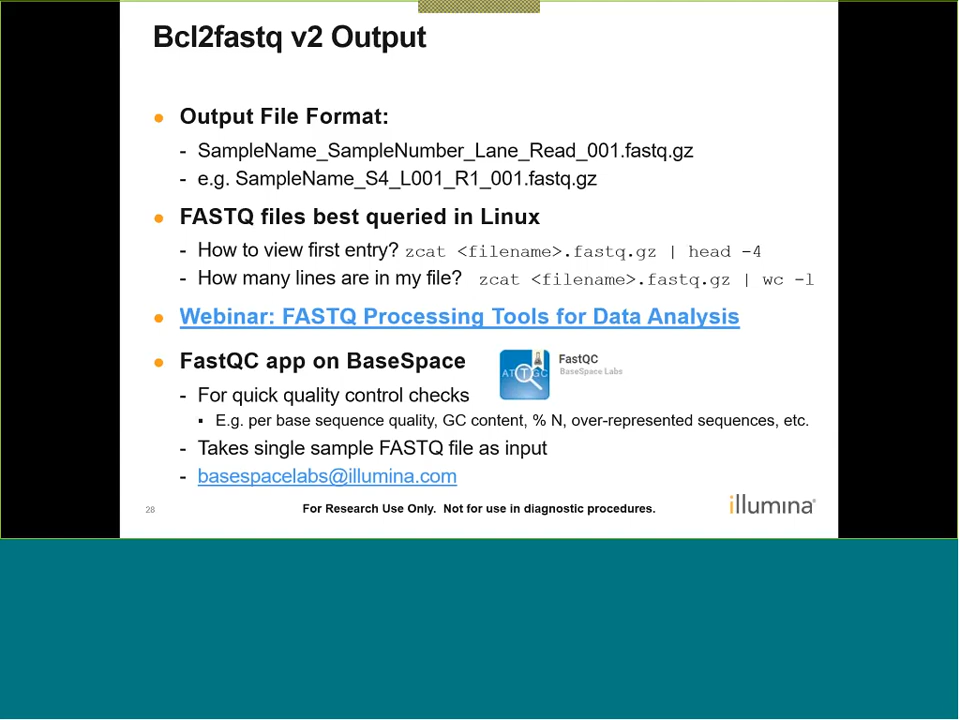 Bcl2fastq v2 Output
● Output File Format:
- SampleName_SampleNumber_Lane_Read_001.fastq.gz
- e.g. SampleName_S4_L001_R1_001.fastq.gz
● FASTQ files best queried in Linux
- How to view first entry? zcat <filename>.fastq.gz | head -4
- How many lines are in my file? zcat <filename>.fastq.gz | wc -l
● Webinar: FASTQ Processing Tools for Data Analysis
● FastQC app on BaseSpace
ATTGC
FastQC
BaseSpace Labs
- For quick quality control checks
▪ E.g. per base sequence quality, GC content, % N, over-represented sequences, etc.
- Takes single sample FASTQ file as input
- basespacelabs@illumina.com
28
For Research Use Only. Not for use in diagnostic procedures.
illumina®